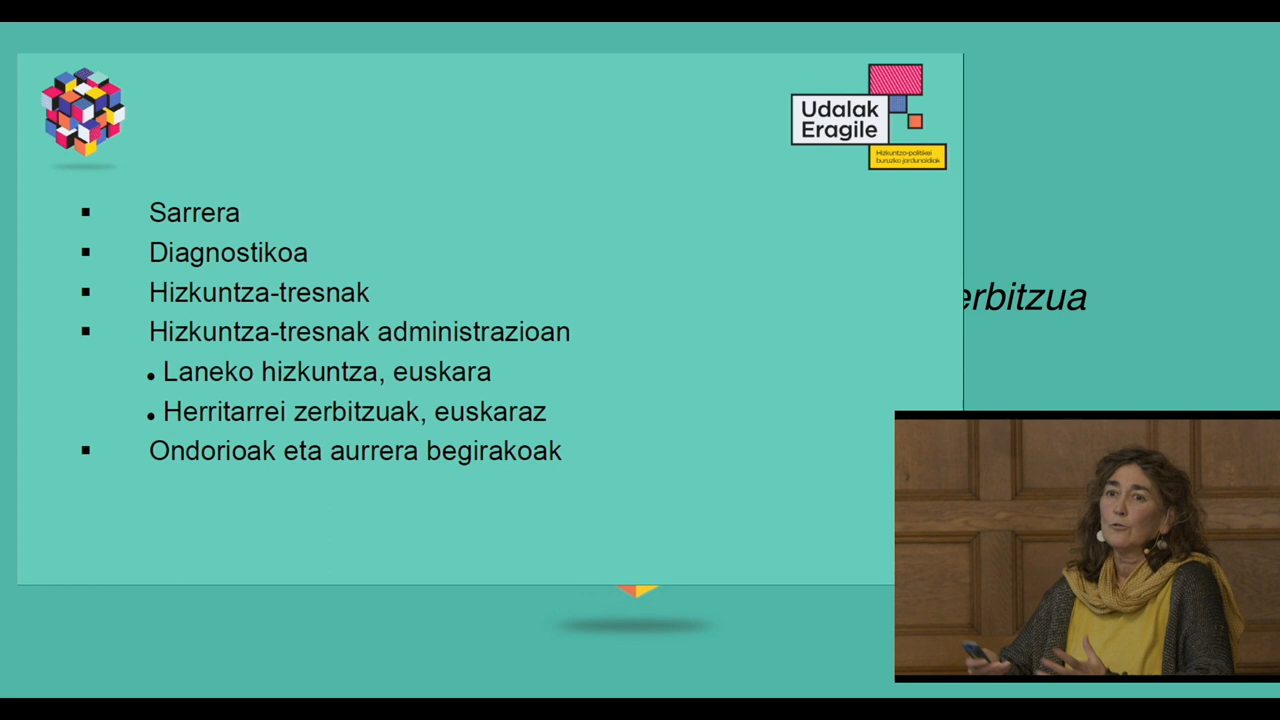 Udalak
Eragile
Hizkuntza-politikei
buruzko jardunaldiak
Sarrera
Diagnostikoa
Hizkuntza-tresnak
Hizkuntza-tresnak administrazioan
Laneko hizkuntza, euskara
Herritarrei zerbitzuak, euskaraz
Ondorioak eta aurrera begirakoak
erbitzua